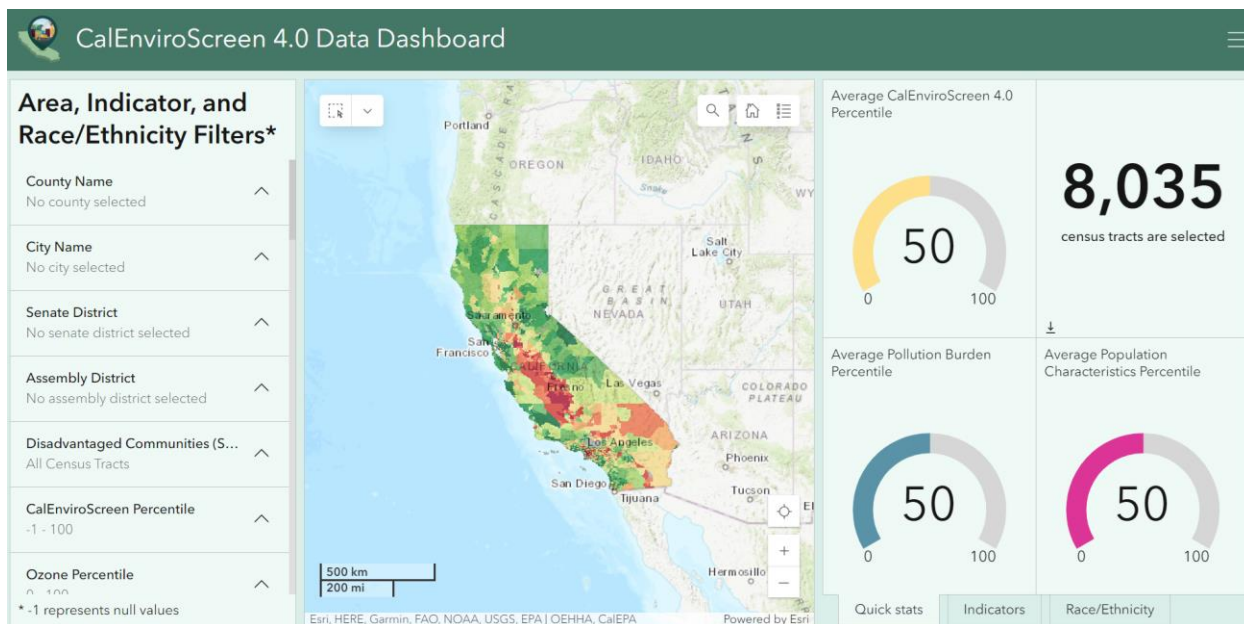 CalEnviroScreen 4.0 Data Dashboard
Area, Indicator, and
Race/Ethnicity Filters*
County Name
No county selected
City Name
No city selected
Senate District
No senate district selected
Assembly District
No assembly district selected
Disadvantaged Communities (S...
All Census Tracts
CalEnviroScreen Percentile
-1 - 100
Ozone Percentile
* -1 represents null values
Portland
CASCADE
OREGON
IDAHO
Snake
WY
Salt
Lake City
GREAT
BASIN
NEVADA
UTAH
Sacramento
San
Francisco
CALIFORNIA
Fresno
Las Vegas
COLORADO
PLATEAU
Los Angeles
ARIZONA
Phoenix
San Diego
Tijuana
Tucson
El
Hermosillo
500 km
200 mi
Esri, HERE, Garmin, FAO, NOAA, USGS, EPA | OEHHA, CalEPA
Powered by Esri
Average CalEnviroScreen 4.0
Percentile
50
0 100
8,035
census tracts are selected
Average Pollution Burden
Percentile
50
0 100
Average Population
Characteristics Percentile
50
0 100
Quick stats
Indicators
Race/Ethnicity